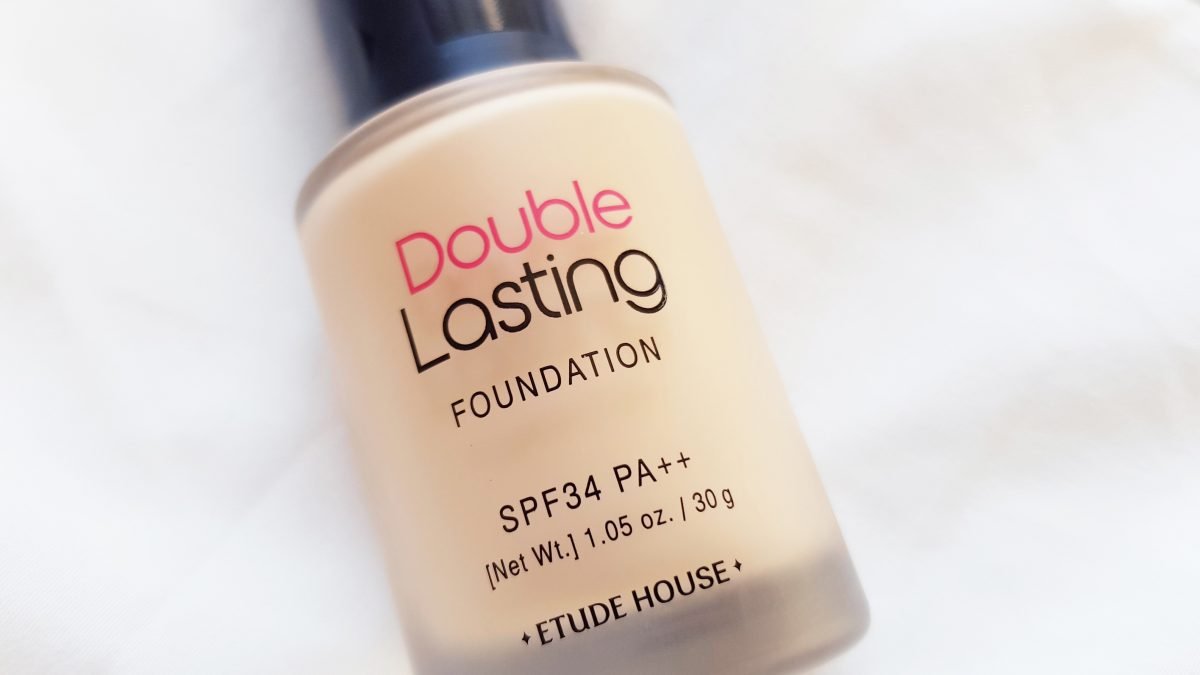 Double
Lasting
FOUNDATION
SPF34 PA++
[Net Wt.] 1.05 oz. / 30 g
ETUDE HOUSE